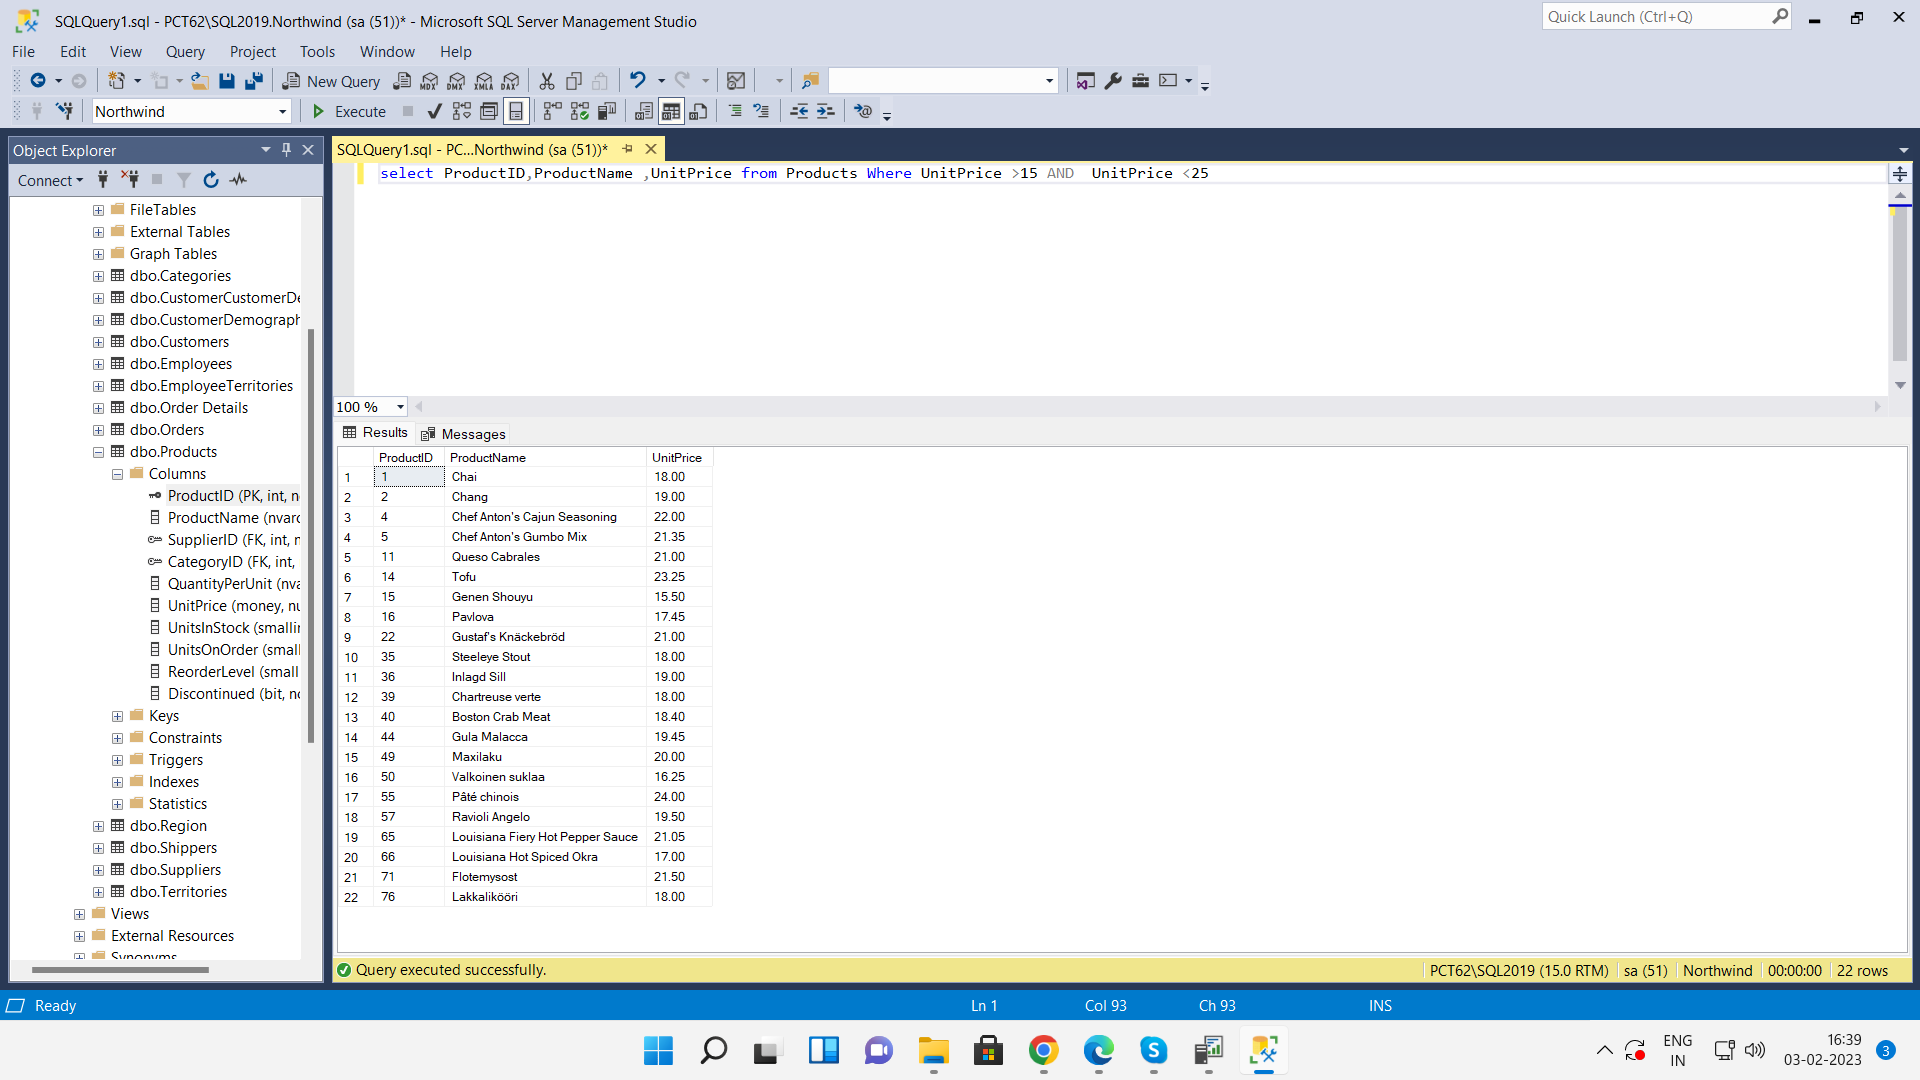 SQLQuery1.sql - PCT62\SQL2019.Northwind (sa (51))* - Microsoft SQL Server Management Studio
Quick Launch (Ctrl+Q)
File Edit View Query Project Tools Window Help
New Query MDX DMX XMLA DAX
Northwind Execute
Object Explorer
Connect
FileTables
External Tables
Graph Tables
dbo.Categories
dbo.CustomerCustomerDe
dbo.CustomerDemograph
dbo.Customers
dbo.Employees
dbo.EmployeeTerritories
dbo.Order Details
dbo.Orders
dbo.Products
Columns
ProductID (PK, int, n
ProductName (nvarc
SupplierID (FK, int, n
CategoryID (FK, int,
QuantityPerUnit (nva
UnitPrice (money, nu
UnitsInStock (smallin
UnitsOnOrder (small
ReorderLevel (small
Discontinued (bit, no
Keys
Constraints
Triggers
Indexes
Statistics
dbo.Region
dbo.Shippers
dbo.Suppliers
dbo.Territories
Views
External Resources
Synonyms
SQLQuery1.sql - PC...Northwind (sa (51))*
select ProductID,ProductName ,UnitPrice from Products Where UnitPrice >15 AND  UnitPrice <25
100 %
Results Messages
ProductID ProductName UnitPrice
1 1 Chai 18.00
2 2 Chang 19.00
3 4 Chef Anton's Cajun Seasoning 22.00
4 5 Chef Anton's Gumbo Mix 21.35
5 11 Queso Cabrales 21.00
6 14 Tofu 23.25
7 15 Genen Shouyu 15.50
8 16 Pavlova 17.45
9 22 Gustaf's Knäckebröd 21.00
10 35 Steeleye Stout 18.00
11 36 Inlagd Sill 19.00
12 39 Chartreuse verte 18.00
13 40 Boston Crab Meat 18.40
14 44 Gula Malacca 19.45
15 49 Maxilaku 20.00
16 50 Valkoinen suklaa 16.25
17 55 Pâté chinois 24.00
18 57 Ravioli Angelo 19.50
19 65 Louisiana Fiery Hot Pepper Sauce 21.05
20 66 Louisiana Hot Spiced Okra 17.00
21 71 Flotemysost 21.50
22 76 Lakkalikööri 18.00
Query executed successfully. PCT62\SQL2019 (15.0 RTM) sa (51) Northwind 00:00:00 22 rows
Ready Ln 1 Col 93 Ch 93 INS
ENG
IN
16:39
03-02-2023
3